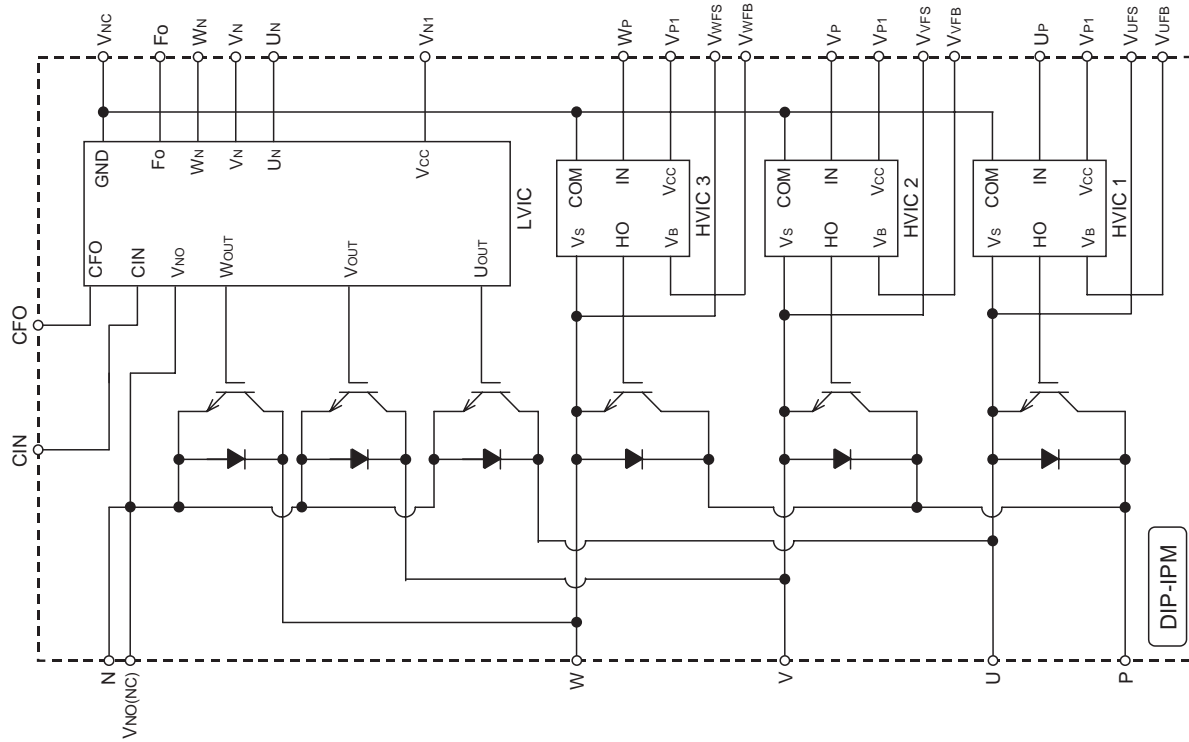 CFO
CIN
VNC
Fo
WN
VN
UN
VN1
WP
VP1
VWFS
VWFB
VP
VP1
VVFS
VVFB
UP
VP1
VUFS
VUFB
GND
Fo
WN
VN
UN
VCC
CFO
CIN
VNO
WOUT
VOUT
UOUT
LVIC
COM
IN
VCC
VS
HO
VB
HVIC 3
COM
IN
VCC
VS
HO
VB
HVIC 2
COM
IN
VCC
VS
HO
VB
HVIC 1
N
VNO(NC)
W
V
U
P
DIP-IPM